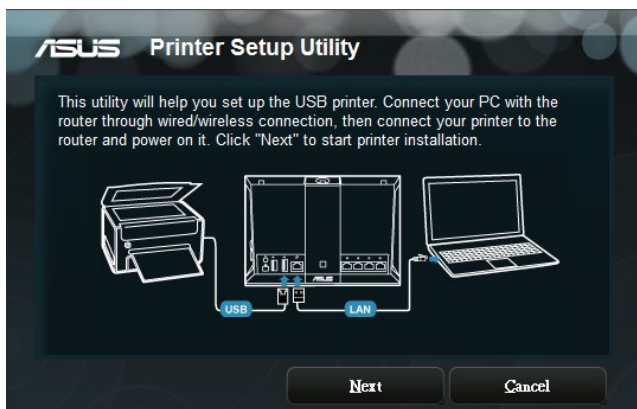 ASUS Printer Setup Utility
This utility will help you set up the USB printer. Connect your PC with the
router through wired/wireless connection, then connect your printer to the
router and power on it. Click "Next" to start printer installation.
ASUS
USB
LAN
Next
Cancel